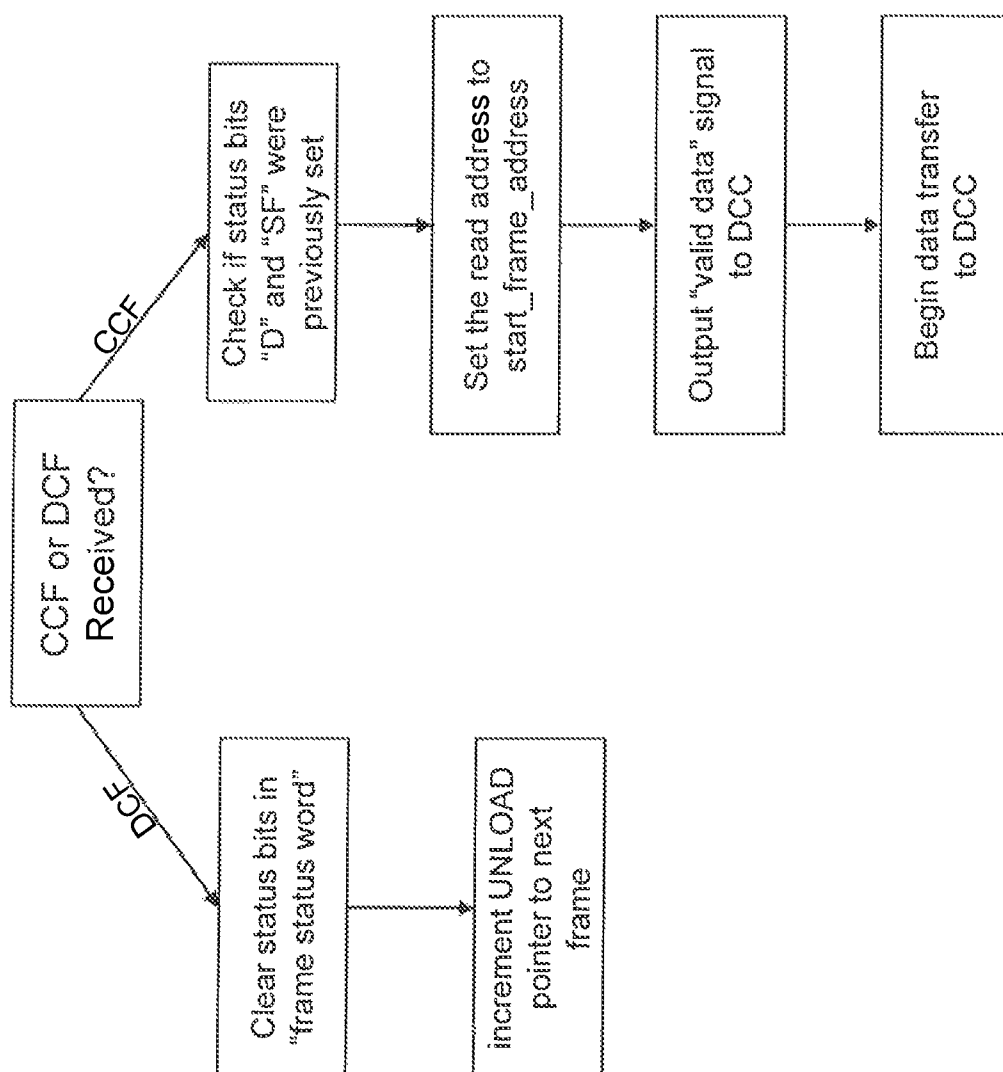 CCF or DCF
Received?
DCF
CCF
Clear status bits in
“frame status word”
increment UNLOAD
pointer to next
frame
Check if status bits
“D” and “SF” were
previously set
Set the read address to
start_frame_address
Output “valid data” signal
to DCC
Begin data transfer
to DCC